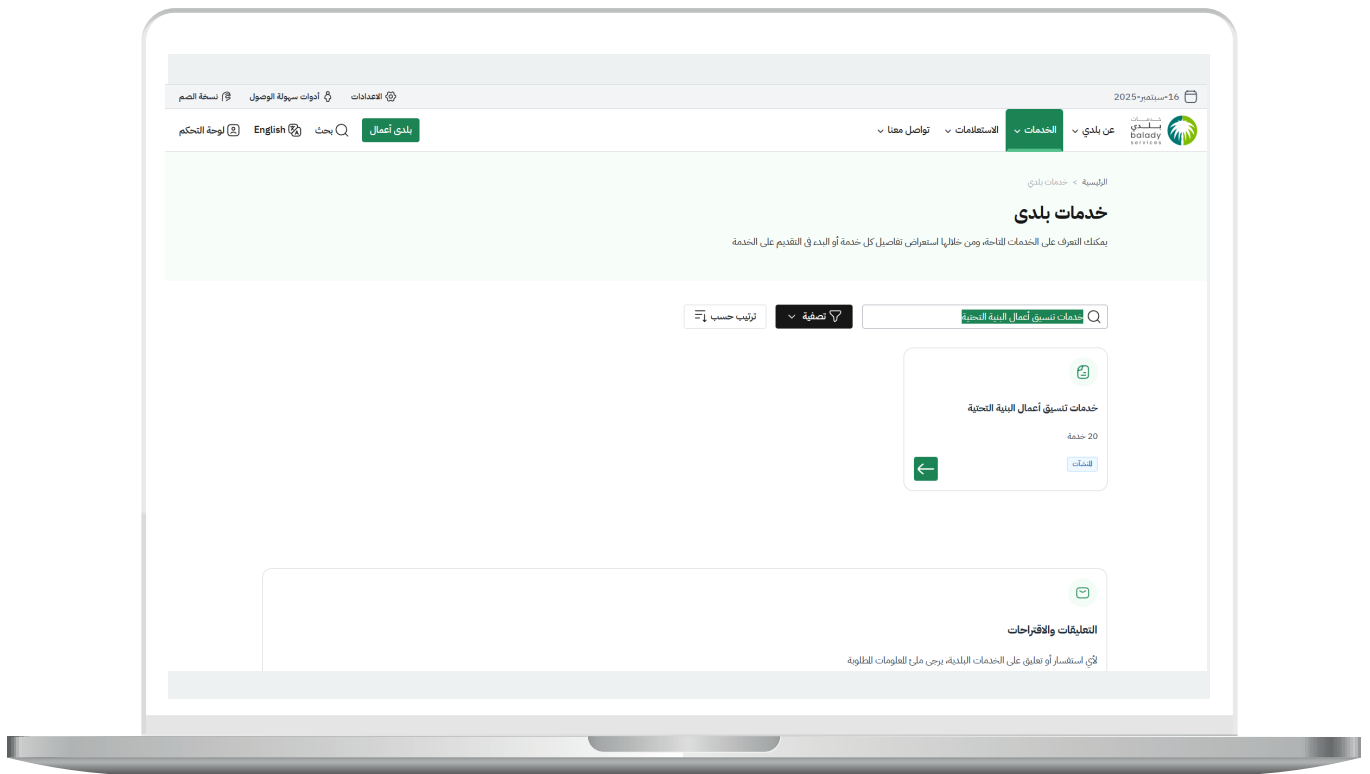 16-سبتمبر-2025
الاعدادات أدوات سهولة الوصول نسخة الصم
خدمات بلدي balady services عن بلدي الخدمات الاستعلامات تواصل معنا بلدي أعمال بحث English لوحة التحكم
الرئيسية > خدمات بلدي
خدمات بلدي
يمكنك التعرف على الخدمات المتاحة، ومن خلالها استعراض تفاصيل كل خدمة أو البدء في التقديم على الخدمة
خدمات تنسيق أعمال البنية التحتية تصفية ترتيب حسب
خدمات تنسيق أعمال البنية التحتية
20 خدمة
المنشآت
التعليقات والاقتراحات
لأي استفسار أو تعليق على الخدمات البلدية، يرجى ملئ المعلومات المطلوبة